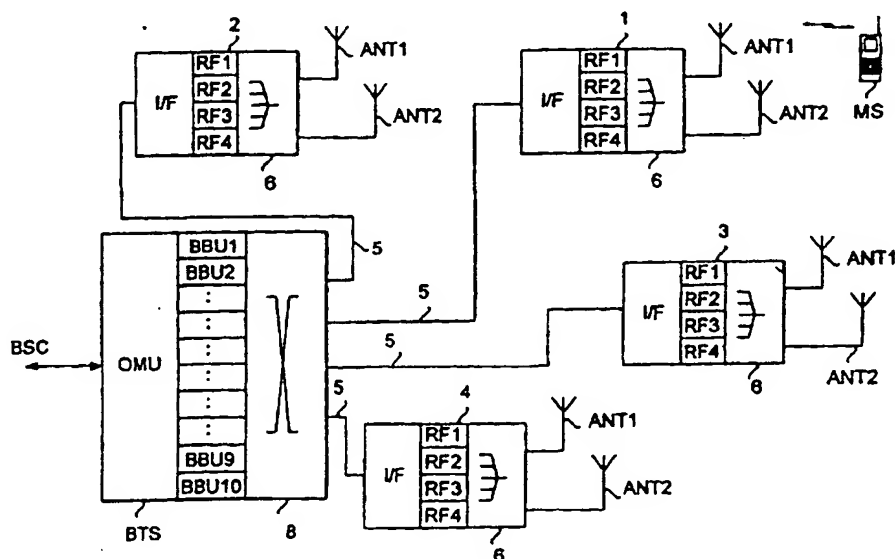 2
RF1
RF2
RF3
RF4
I/F
ANT1
ANT2
6
1
RF1
RF2
RF3
RF4
I/F
ANT1
ANT2
6
MS
BBU1
BBU2
BBU9
BBU10
OMU
BSC
BTS
8
5
5
5
5
3
RF1
RF2
RF3
RF4
I/F
ANT1
ANT2
6
4
RF1
RF2
RF3
RF4
I/F
ANT1
ANT2
6